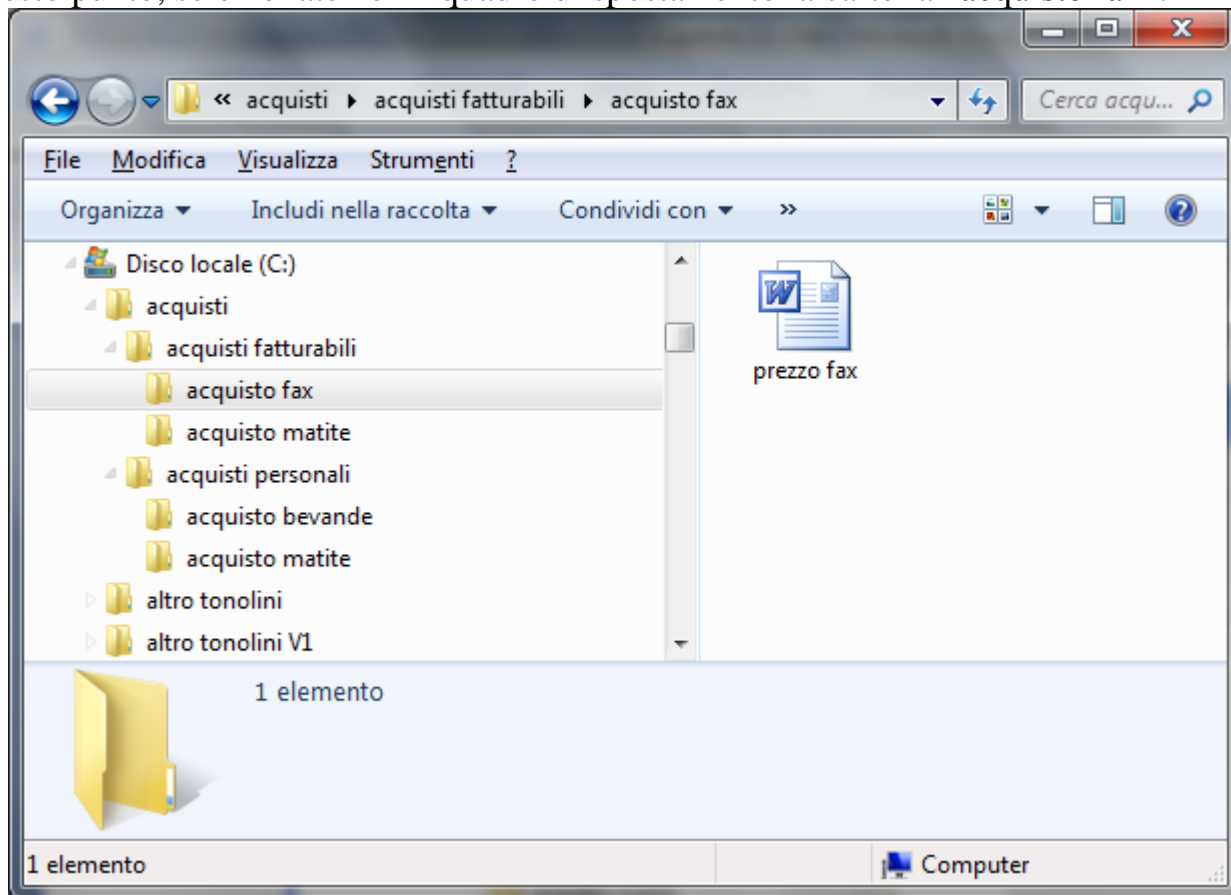 « acquisti ▸ acquisti fatturabili ▸ acquisto fax
Cerca acqu...
File Modifica Visualizza Strumenti ?
Organizza Includi nella raccolta Condividi con »
Disco locale (C:)
acquisti
acquisti fatturabili
acquisto fax
acquisto matite
acquisti personali
acquisto bevande
acquisto matite
altro tonolini
altro tonolini V1
prezzo fax
1 elemento
1 elemento
Computer